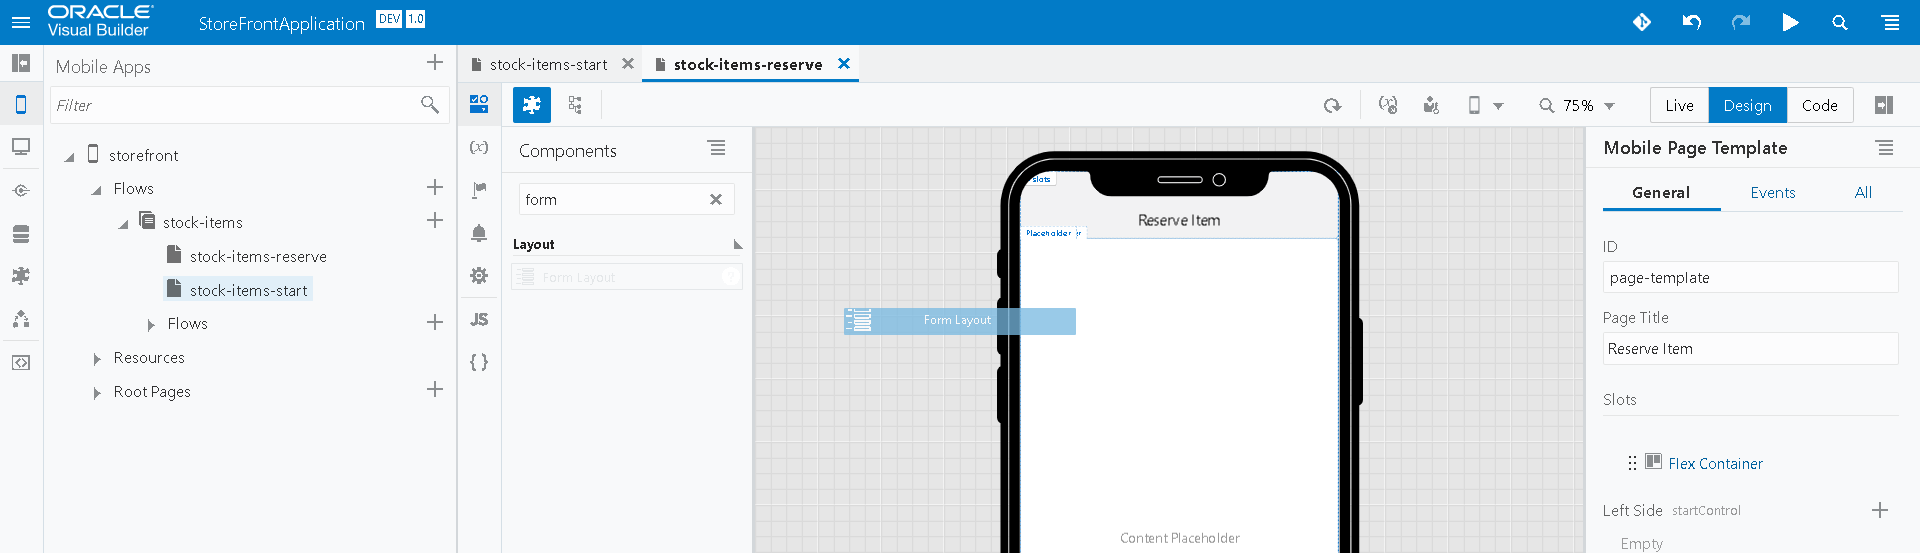 ORACLE
Visual Builder
StoreFrontApplication DEV 1.0
Mobile Apps
Filter
storefront
Flows
stock-items
stock-items-reserve
stock-items-start
Flows
Resources
Root Pages
stock-items-start
stock-items-reserve
75%
Live Design Code
(x)
JS
{ }
Components
form
Layout
Form Layout
Form Layout
slots
Reserve Item
Placeholder
Content Placeholder
Mobile Page Template
General Events All
ID
page-template
Page Title
Reserve Item
Slots
Flex Container
Left Side startControl
Empty